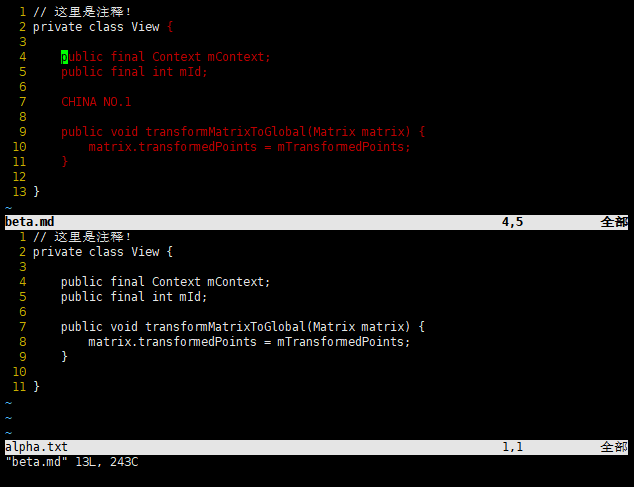 1 // 这里是注释!
2 private class View {
3
4     public final Context mContext;
5     public final int mId;
6
7     CHINA NO.1
8
9     public void transformMatrixToGlobal(Matrix matrix) {
10         matrix.transformedPoints = mTransformedPoints;
11     }
12
13 }
~
beta.md 4,5 全部
1 // 这里是注释!
2 private class View {
3
4     public final Context mContext;
5     public final int mId;
6
7     public void transformMatrixToGlobal(Matrix matrix) {
8         matrix.transformedPoints = mTransformedPoints;
9     }
10
11 }
~
~
~
alpha.txt 1,1 全部
"beta.md" 13L, 243C